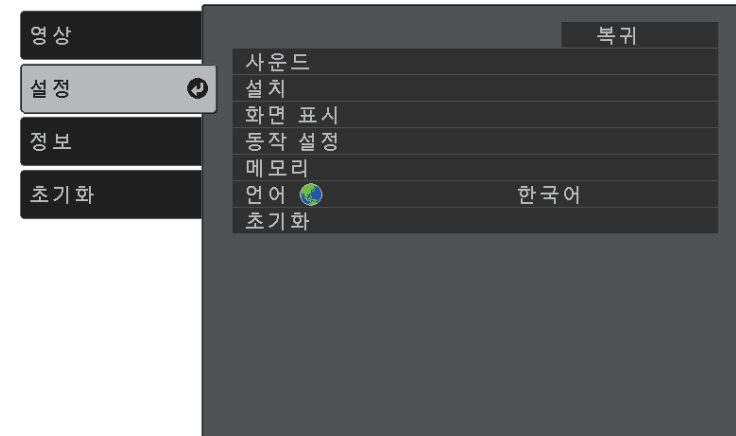 영상
설정
정보
초기화
복귀
사운드
설치
화면 표시
동작 설정
메모리
언어 한국어
초기화